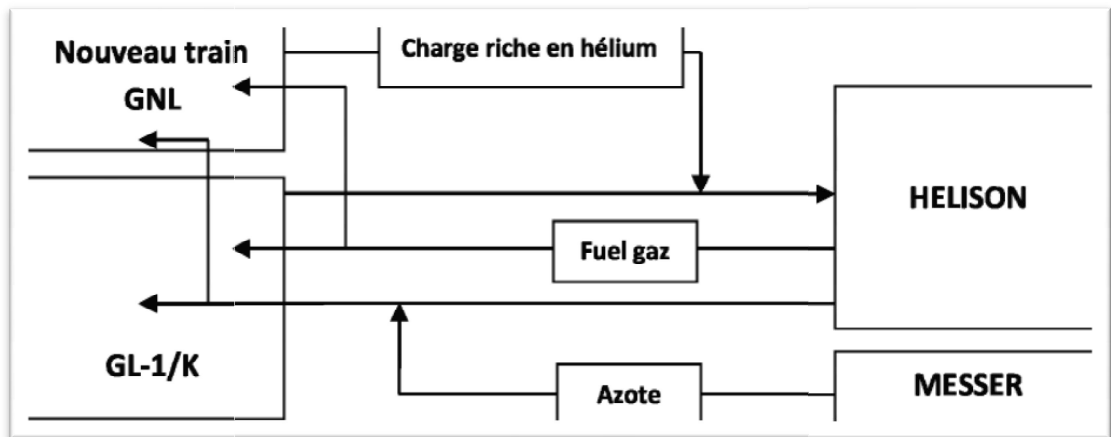 Nouveau train
GNL
Charge riche en hélium
HELISON
Fuel gaz
GL-1/K
Azote
MESSER